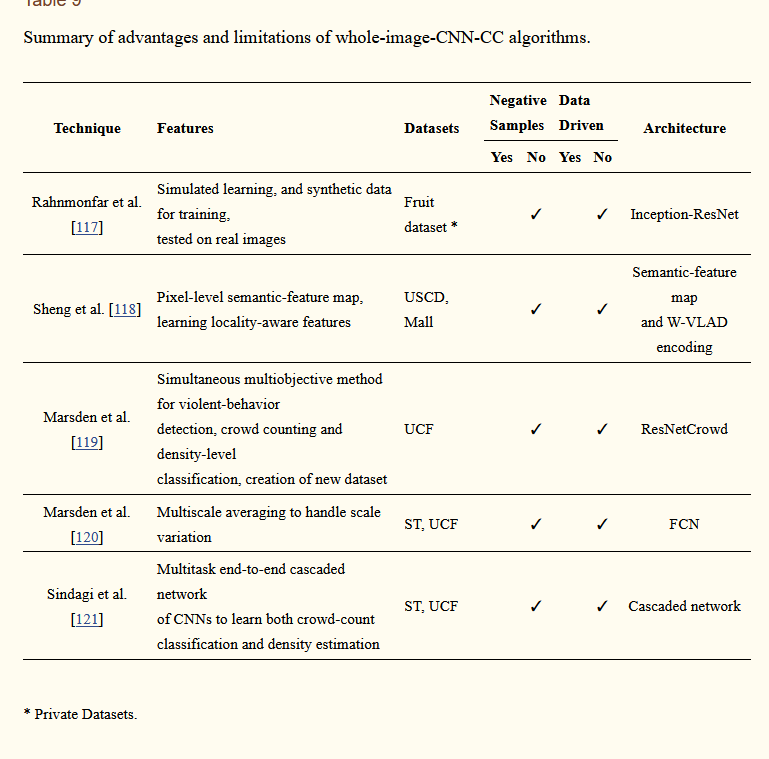 Table 9
Summary of advantages and limitations of whole-image-CNN-CC algorithms.
Technique Features Datasets Negative Samples Data Driven Architecture
Yes No Yes No
Rahnmonfar et al. [117] Simulated learning, and synthetic data for training, tested on real images Fruit dataset * ✓ ✓ Inception-ResNet
Sheng et al. [118] Pixel-level semantic-feature map, learning locality-aware features USCD, Mall ✓ ✓ Semantic-feature map and W-VLAD encoding
Marsden et al. [119] Simultaneous multiobjective method for violent-behavior detection, crowd counting and density-level classification, creation of new dataset UCF ✓ ✓ ResNetCrowd
Marsden et al. [120] Multiscale averaging to handle scale variation ST, UCF ✓ ✓ FCN
Sindagi et al. [121] Multitask end-to-end cascaded network of CNNs to learn both crowd-count classification and density estimation ST, UCF ✓ ✓ Cascaded network
* Private Datasets.